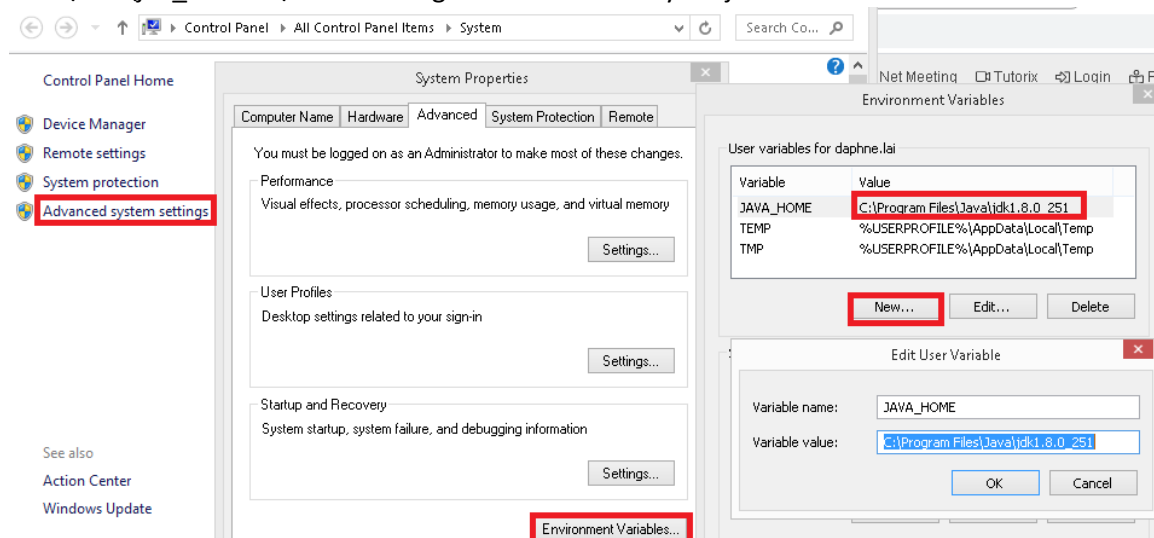 Control Panel ▸ All Control Panel Items ▸ System
Search Co...
Control Panel Home
Device Manager
Remote settings
System protection
Advanced system settings
See also
Action Center
Windows Update
System Properties
Computer Name Hardware Advanced System Protection Remote
You must be logged on as an Administrator to make most of these changes.
Performance
Visual effects, processor scheduling, memory usage, and virtual memory
Settings...
User Profiles
Desktop settings related to your sign-in
Settings...
Startup and Recovery
System startup, system failure, and debugging information
Settings...
Environment Variables...
Net Meeting Tutorix Login
Environment Variables
User variables for daphne.lai
Variable Value
JAVA_HOME C:\Program Files\Java\jdk1.8.0_251
TEMP %USERPROFILE%\AppData\Local\Temp
TMP %USERPROFILE%\AppData\Local\Temp
New... Edit... Delete
Edit User Variable
Variable name: JAVA_HOME
Variable value: C:\Program Files\Java\jdk1.8.0_251
OK Cancel